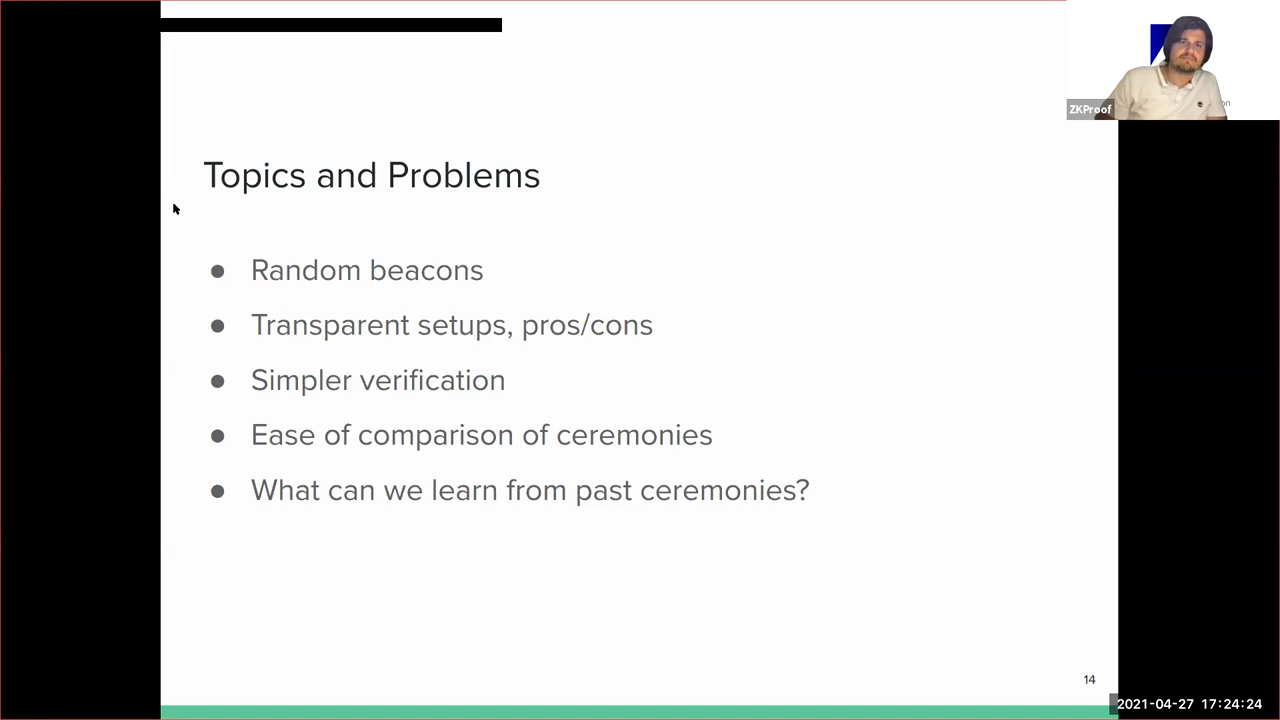 ZKProof
on
Topics and Problems
● Random beacons
● Transparent setups, pros/cons
● Simpler verification
● Ease of comparison of ceremonies
● What can we learn from past ceremonies?
14
2021-04-27 17:24:24